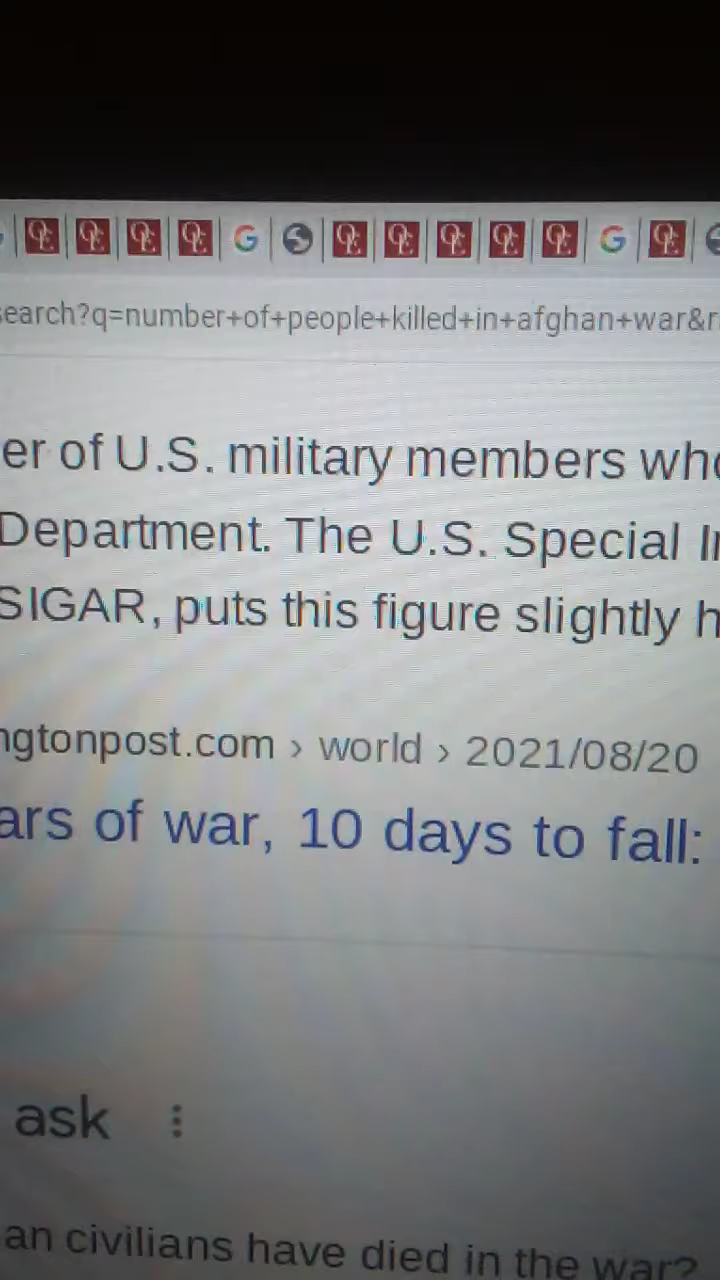 earch?q=number+of+people+killed+in+afghan+war&r
er of U.S. military members who
Department. The U.S. Special
SIGAR, puts this figure slightly h
ngtonpost.com › world › 2021/08/20
ars of war, 10 days to fall:
ask
an civilians have died in the war?